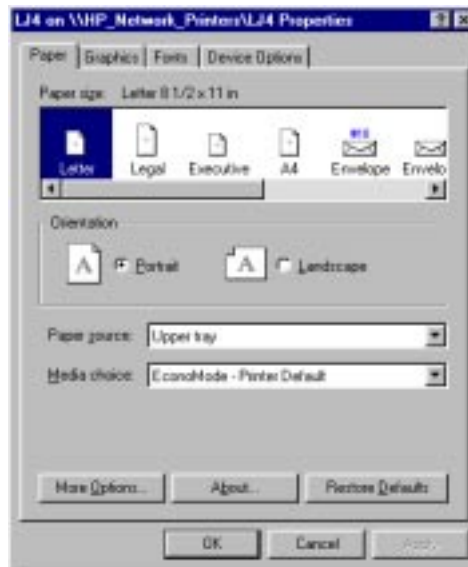 LJ4 on \\HP_Network_Printers\LJ4 Properties
Paper Graphics Fonts Device Options
Paper size: Letter 8 1/2 x 11 in
Letter Legal Executive A4 Envelope Envelo
Orientation
A Portrait A Landscape
Paper source: Upper tray
Media choice: EconoMode - Printer Default
More Options... About... Restore Defaults
OK Cancel Apply